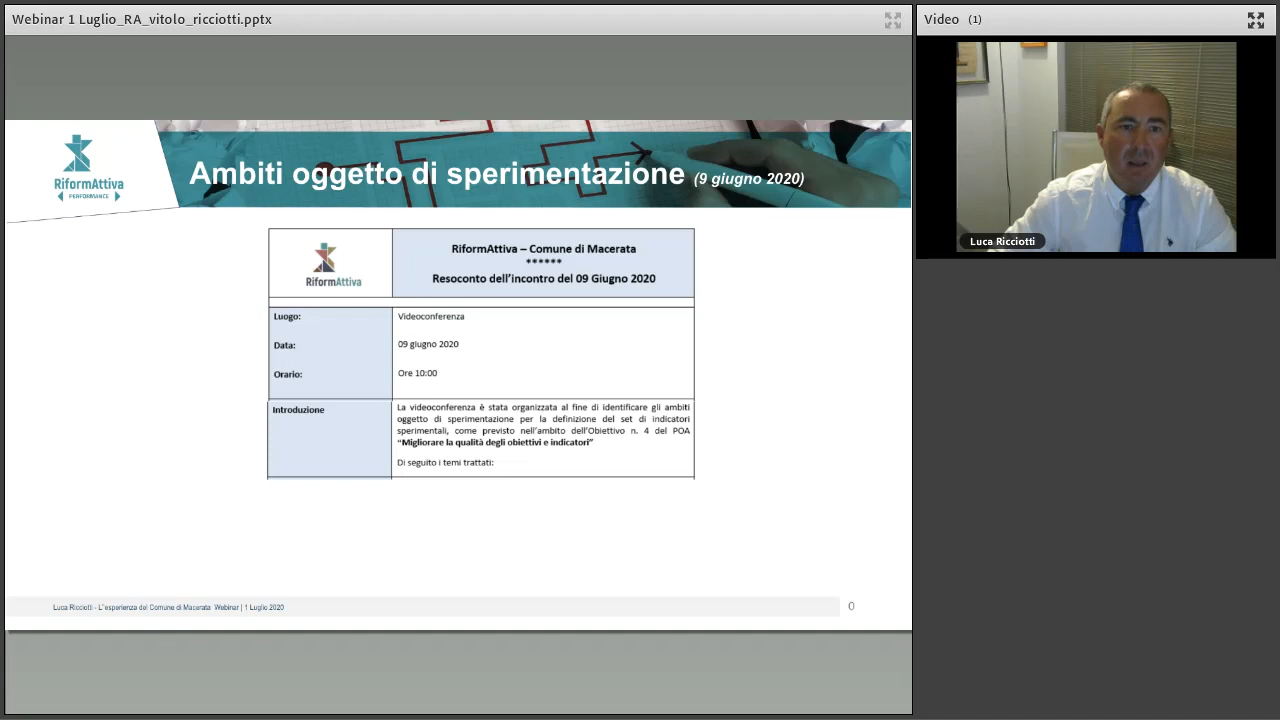 Webinar 1 Luglio_RA_vitolo_ricciotti.pptx
Video (1)
Luca Ricciotti
RiformAttiva
PERFORMANCE
Ambiti oggetto di sperimentazione (9 giugno 2020)
RiformAttiva
RiformAttiva – Comune di Macerata
******
Resoconto dell'incontro del 09 Giugno 2020
Luogo: Videoconferenza
Data: 09 giugno 2020
Orario: Ore 10:00
Introduzione
La videoconferenza è stata organizzata al fine di identificare gli ambiti
oggetto di sperimentazione per la definizione del set di indicatori
sperimentali, come previsto nell'ambito dell'Obiettivo n. 4 del POA
"Migliorare la qualità degli obiettivi e indicatori"
Di seguito i temi trattati:
Luca Ricciotti - L'esperienza del Comune di Macerata Webinar | 1 Luglio 2020
0